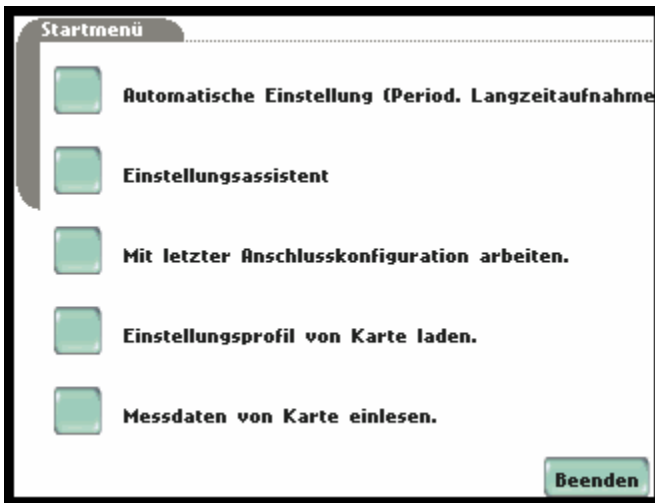 Startmenü
Automatische Einstellung (Period. Langzeitaufnahme
Einstellungsassistent
Mit letzter Anschlusskonfiguration arbeiten.
Einstellungsprofil von Karte laden.
Messdaten von Karte einlesen.
Beenden